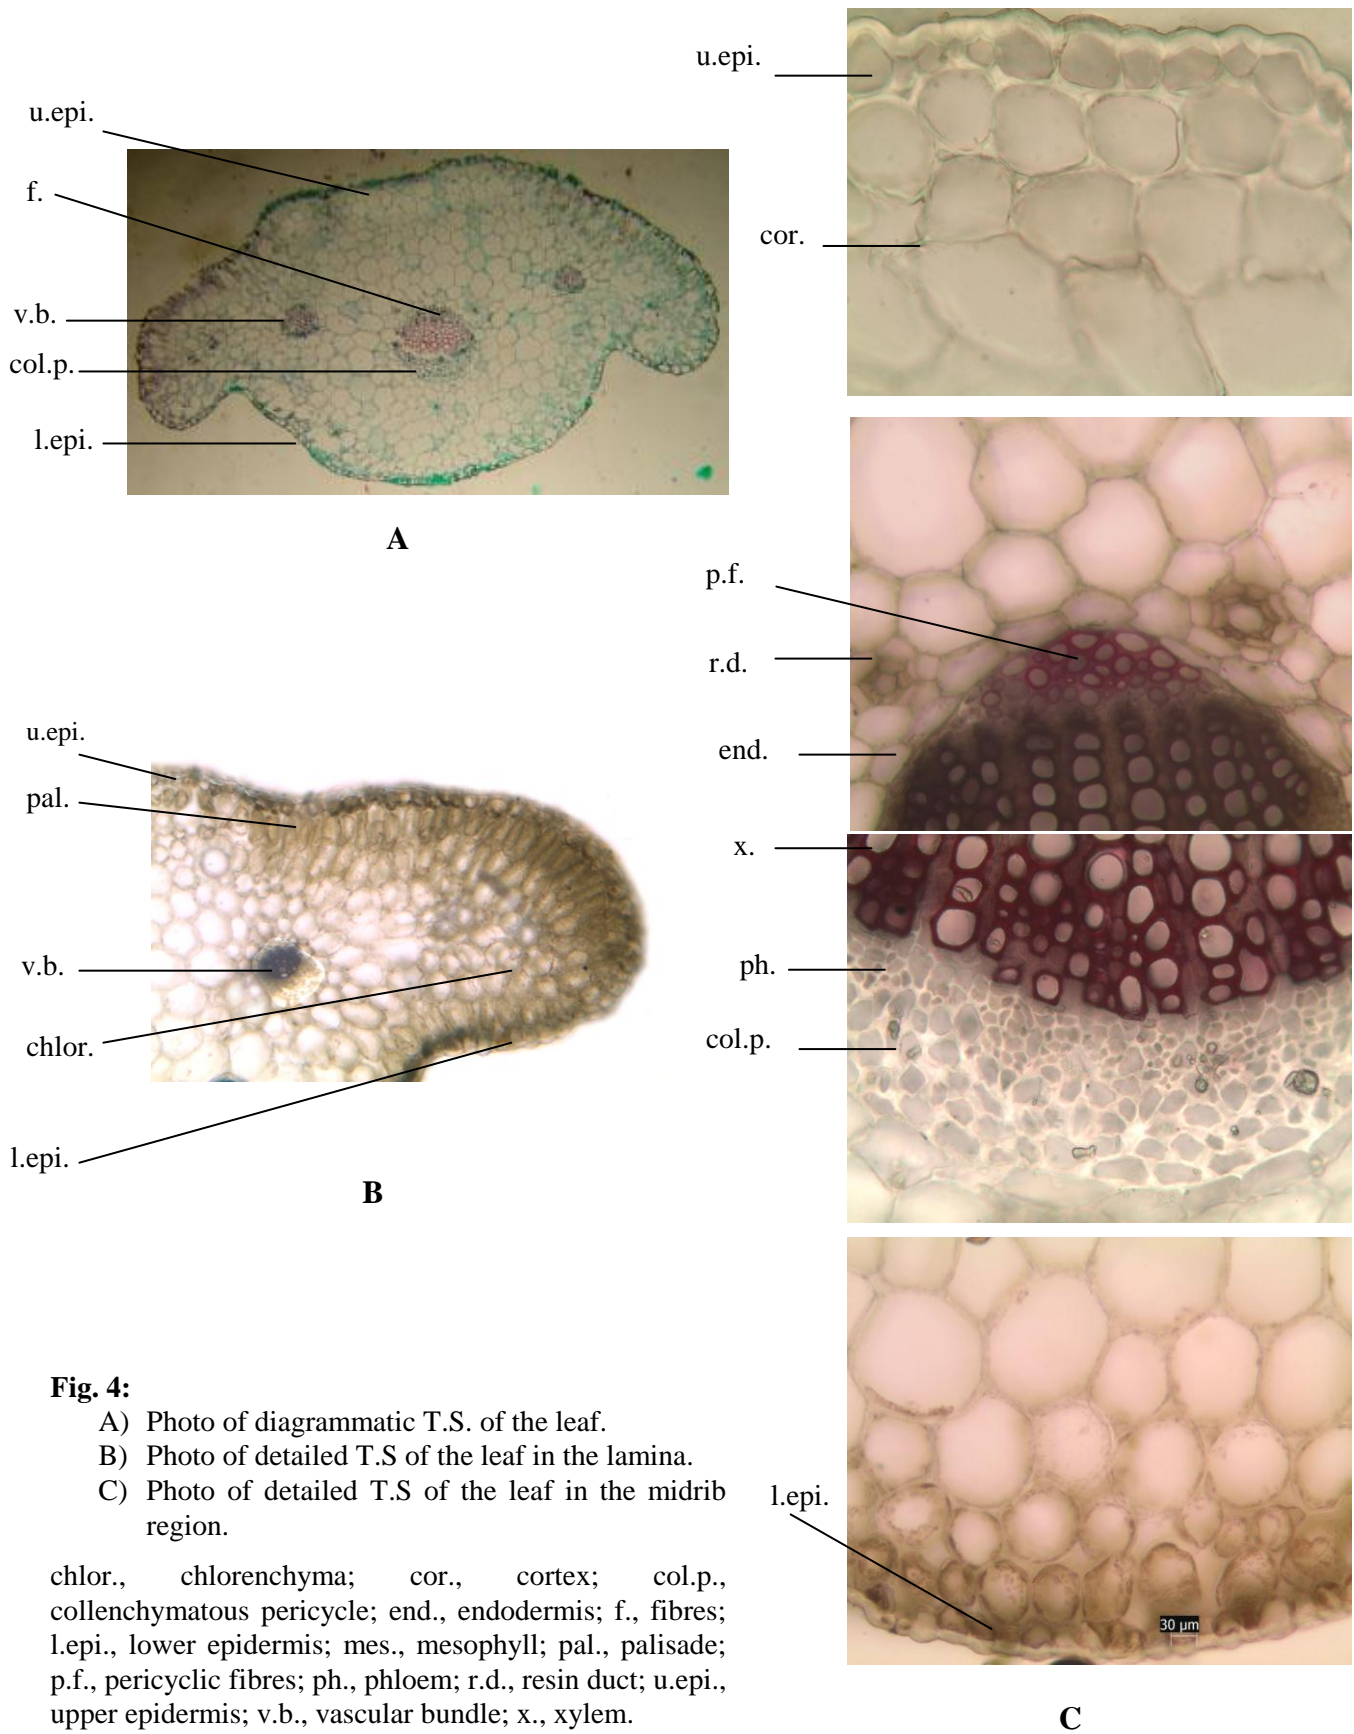 u.epi.
f.
v.b.
col.p.
l.epi.
A
u.epi.
pal.
v.b.
chlor.
l.epi.
B
u.epi.
cor.
p.f.
r.d.
end.
x.
ph.
col.p.
l.epi.
30 µm
C
Fig. 4:
A) Photo of diagrammatic T.S. of the leaf.
B) Photo of detailed T.S of the leaf in the lamina.
C) Photo of detailed T.S of the leaf in the midrib
region.
chlor., chlorenchyma; cor., cortex; col.p.,
collenchymatous pericycle; end., endodermis; f., fibres;
l.epi., lower epidermis; mes., mesophyll; pal., palisade;
p.f., pericyclic fibres; ph., phloem; r.d., resin duct; u.epi.,
upper epidermis; v.b., vascular bundle; x., xylem.